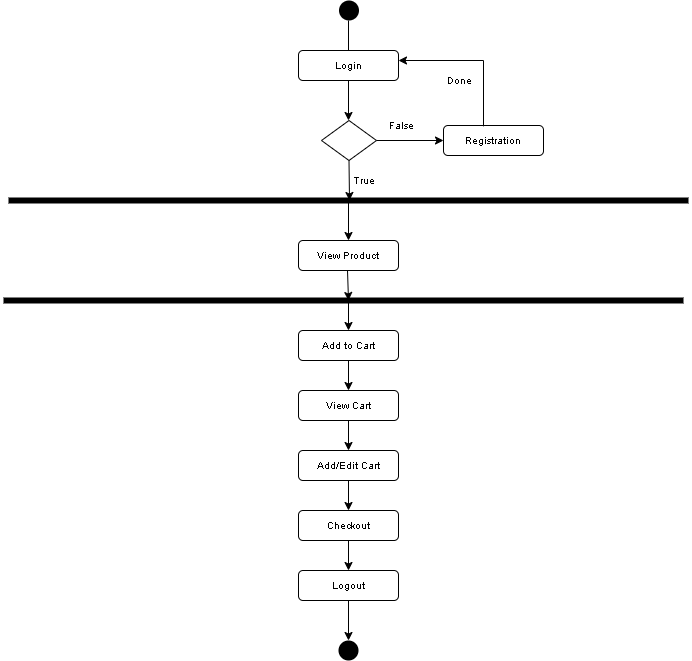 Login
Done
False
Registration
True
View Product
Add to Cart
View Cart
Add/Edit Cart
Checkout
Logout